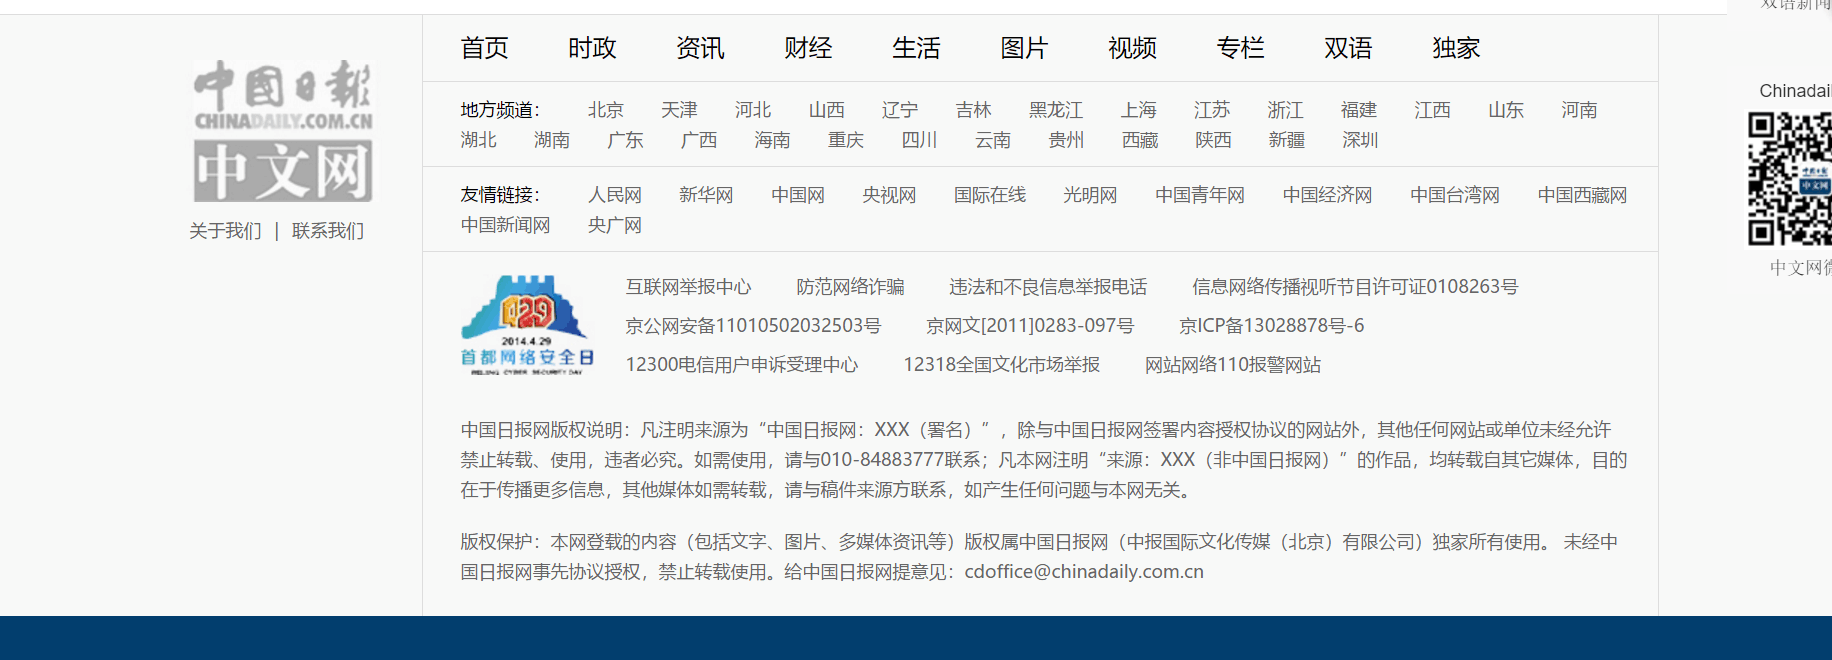 双语新闻
首页 时政 资讯 财经 生活 图片 视频 专栏 双语 独家
中国日报
CHINADAILY.COM.CN
中文网
关于我们 | 联系我们
地方频道： 北京 天津 河北 山西 辽宁 吉林 黑龙江 上海 江苏 浙江 福建 江西 山东 河南
湖北 湖南 广东 广西 海南 重庆 四川 云南 贵州 西藏 陕西 新疆 深圳
友情链接： 人民网 新华网 中国网 央视网 国际在线 光明网 中国青年网 中国经济网 中国台湾网 中国西藏网
中国新闻网 央广网
429
2014.4.29
首都网络安全日
BEIJING CYBER SECURITY DAY
互联网举报中心 防范网络诈骗 违法和不良信息举报电话 信息网络传播视听节目许可证0108263号
京公网安备11010502032503号 京网文[2011]0283-097号 京ICP备13028878号-6
12300电信用户申诉受理中心 12318全国文化市场举报 网站网络110报警网站
中国日报网版权说明：凡注明来源为“中国日报网：XXX（署名）”，除与中国日报网签署内容授权协议的网站外，其他任何网站或单位未经允许
禁止转载、使用，违者必究。如需使用，请与010-84883777联系；凡本网注明“来源：XXX（非中国日报网）”的作品，均转载自其它媒体，目的
在于传播更多信息，其他媒体如需转载，请与稿件来源方联系，如产生任何问题与本网无关。
版权保护：本网登载的内容（包括文字、图片、多媒体资讯等）版权属中国日报网（中报国际文化传媒（北京）有限公司）独家所有使用。 未经中
国日报网事先协议授权，禁止转载使用。给中国日报网提意见：cdoffice@chinadaily.com.cn
Chinadail
中文网
中文网微